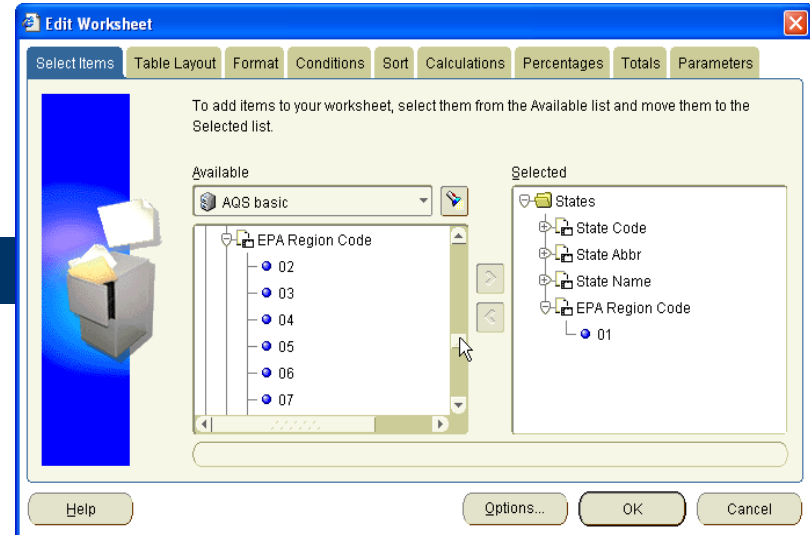 Edit Worksheet
Select Items Table Layout Format Conditions Sort Calculations Percentages Totals Parameters
To add items to your worksheet, select them from the Available list and move them to the
Selected list.
Available
AQS basic
EPA Region Code
02
03
04
05
06
07
Selected
States
State Code
State Abbr
State Name
EPA Region Code
01
Help Options... OK Cancel